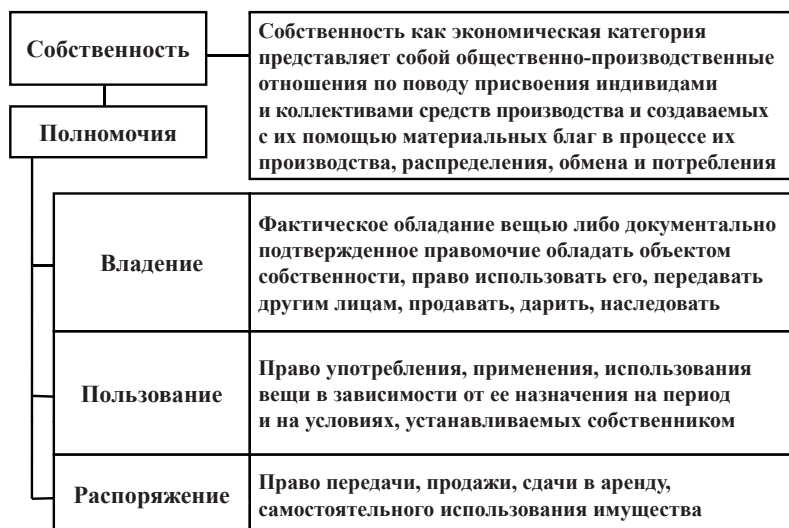 Собственность
Собственность как экономическая категория
представляет собой общественно-производственные
отношения по поводу присвоения индивидами
и коллективами средств производства и создаваемых
с их помощью материальных благ в процессе их
производства, распределения, обмена и потребления
Полномочия
Владение
Фактическое обладание вещью либо документально
подтвержденное правомочие обладать объектом
собственности, право использовать его, передавать
другим лицам, продавать, дарить, наследовать
Пользование
Право употребления, применения, использования
вещи в зависимости от ее назначения на период
и на условиях, устанавливаемых собственником
Распоряжение
Право передачи, продажи, сдачи в аренду,
самостоятельного использования имущества